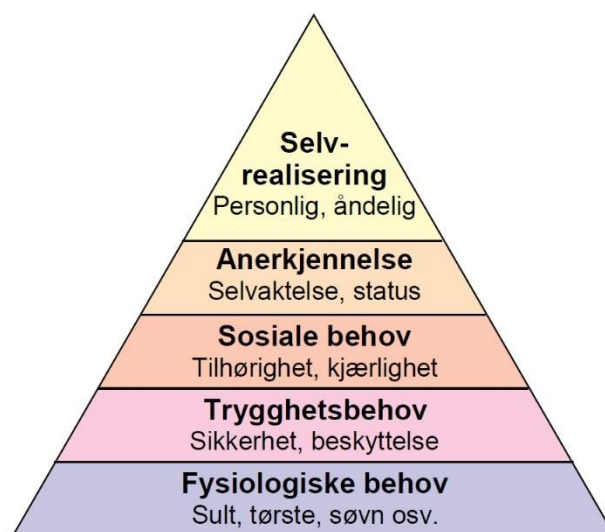 Selv-
realisering
Personlig, åndelig
Anerkjennelse
Selvaktelse, status
Sosiale behov
Tilhørighet, kjærlighet
Trygghetsbehov
Sikkerhet, beskyttelse
Fysiologiske behov
Sult, tørste, søvn osv.